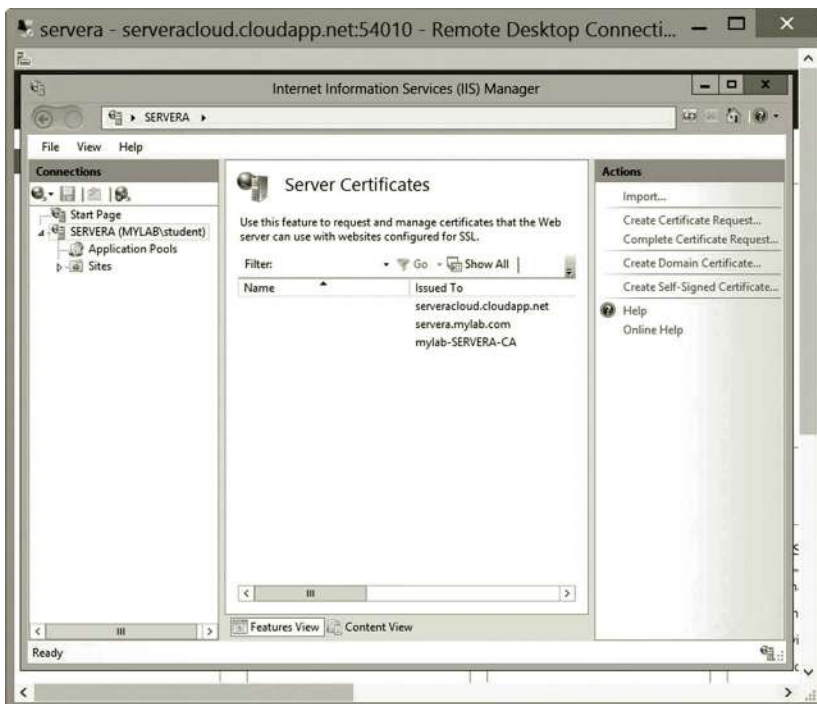 servera - serveracloud.cloudapp.net:54010 - Remote Desktop Connecti...
Internet Information Services (IIS) Manager
SERVERA
File View Help
Connections
Start Page
SERVERA (MYLAB\student)
Application Pools
Sites
Server Certificates
Use this feature to request and manage certificates that the Web
server can use with websites configured for SSL.
Filter: Go Show All
Name Issued To
serveracloud.cloudapp.net
servera.mylab.com
mylab-SERVERA-CA
Features View Content View
Actions
Import...
Create Certificate Request...
Complete Certificate Request...
Create Domain Certificate...
Create Self-Signed Certificate...
Help
Online Help
Ready